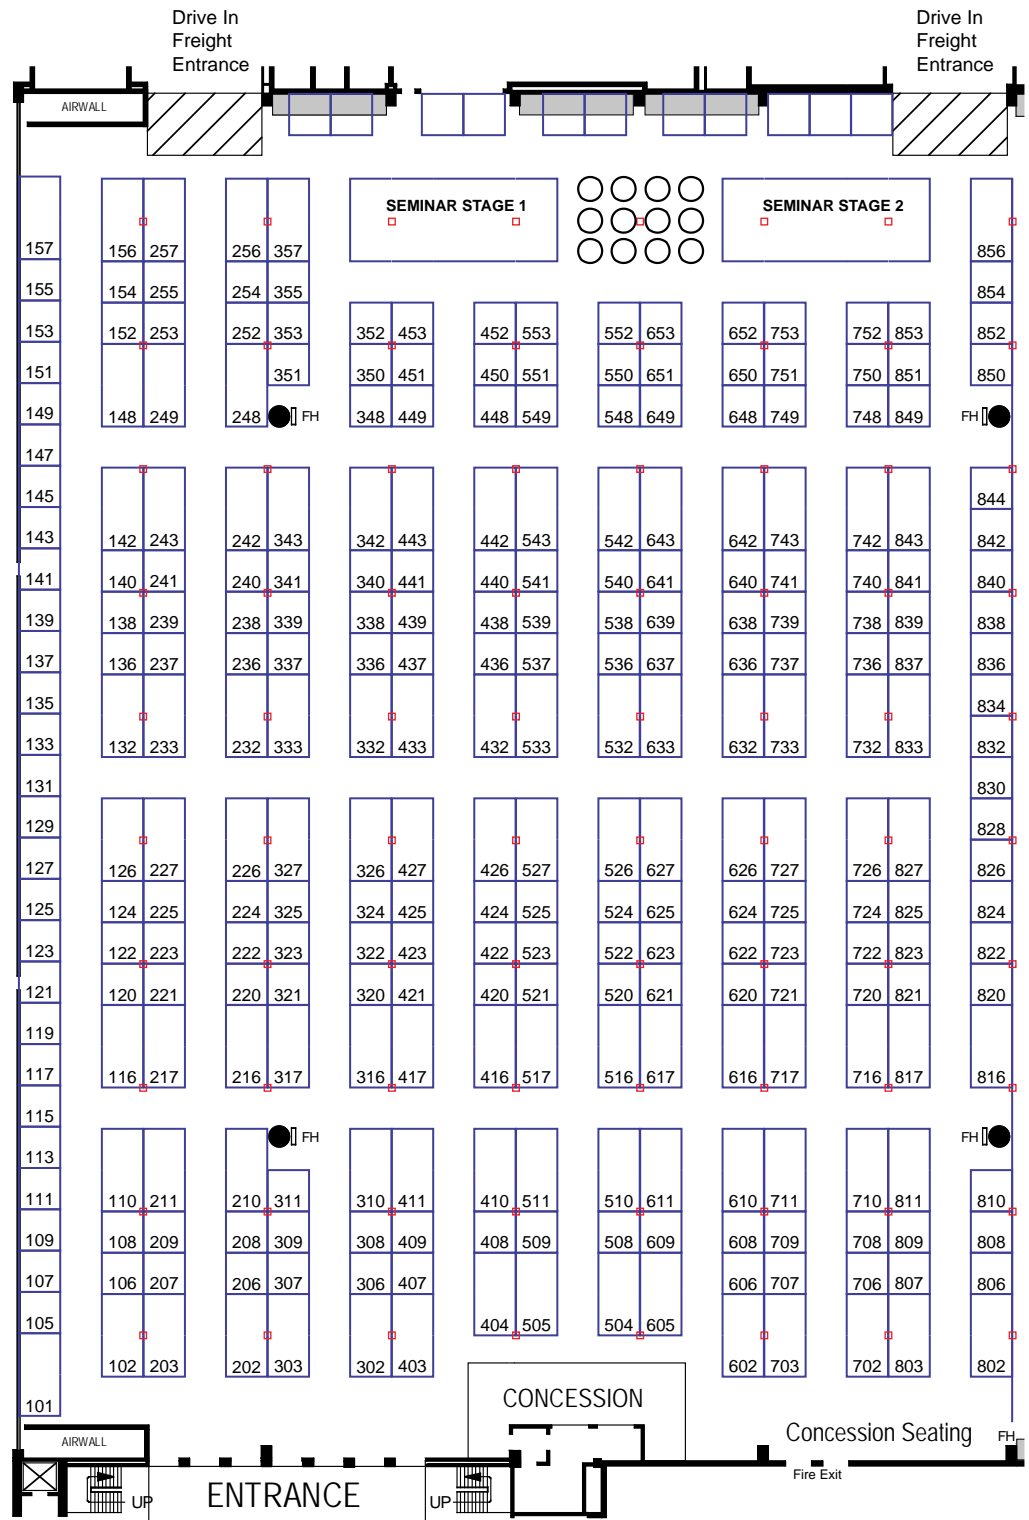 Drive In
Freight
Entrance
Drive In
Freight
Entrance
AIRWALL
SEMINAR STAGE 1
SEMINAR STAGE 2
157 156 257 256 357 856
155 154 255 254 355 854
153 152 253 252 353 352 453 452 553 552 653 652 753 752 853 852
151 351 350 451 450 551 550 651 650 751 750 851 850
149 148 249 248 FH 348 449 448 549 548 649 648 749 748 849 FH
147
145 844
143 142 243 242 343 342 443 442 543 542 643 642 743 742 843 842
141 140 241 240 341 340 441 440 541 540 641 640 741 740 841 840
139 138 239 238 339 338 439 438 539 538 639 638 739 738 839 838
137 136 237 236 337 336 437 436 537 536 637 636 737 736 837 836
135 834
133 132 233 232 333 332 433 432 533 532 633 632 733 732 833 832
131 830
129 828
127 126 227 226 327 326 427 426 527 526 627 626 727 726 827 826
125 124 225 224 325 324 425 424 525 524 625 624 725 724 825 824
123 122 223 222 323 322 423 422 523 522 623 622 723 722 823 822
121 120 221 220 321 320 421 420 521 520 621 620 721 720 821 820
119
117 116 217 216 317 316 417 416 517 516 617 616 717 716 817 816
115
113 FH FH
111 110 211 210 311 310 411 410 511 510 611 610 711 710 811 810
109 108 209 208 309 308 409 408 509 508 609 608 709 708 809 808
107 106 207 206 307 306 407 606 707 706 807 806
105 404 505 504 605
102 203 202 303 302 403 602 703 702 803 802
101
CONCESSION
Concession Seating
FH
AIRWALL
Fire Exit
UP
ENTRANCE
UP